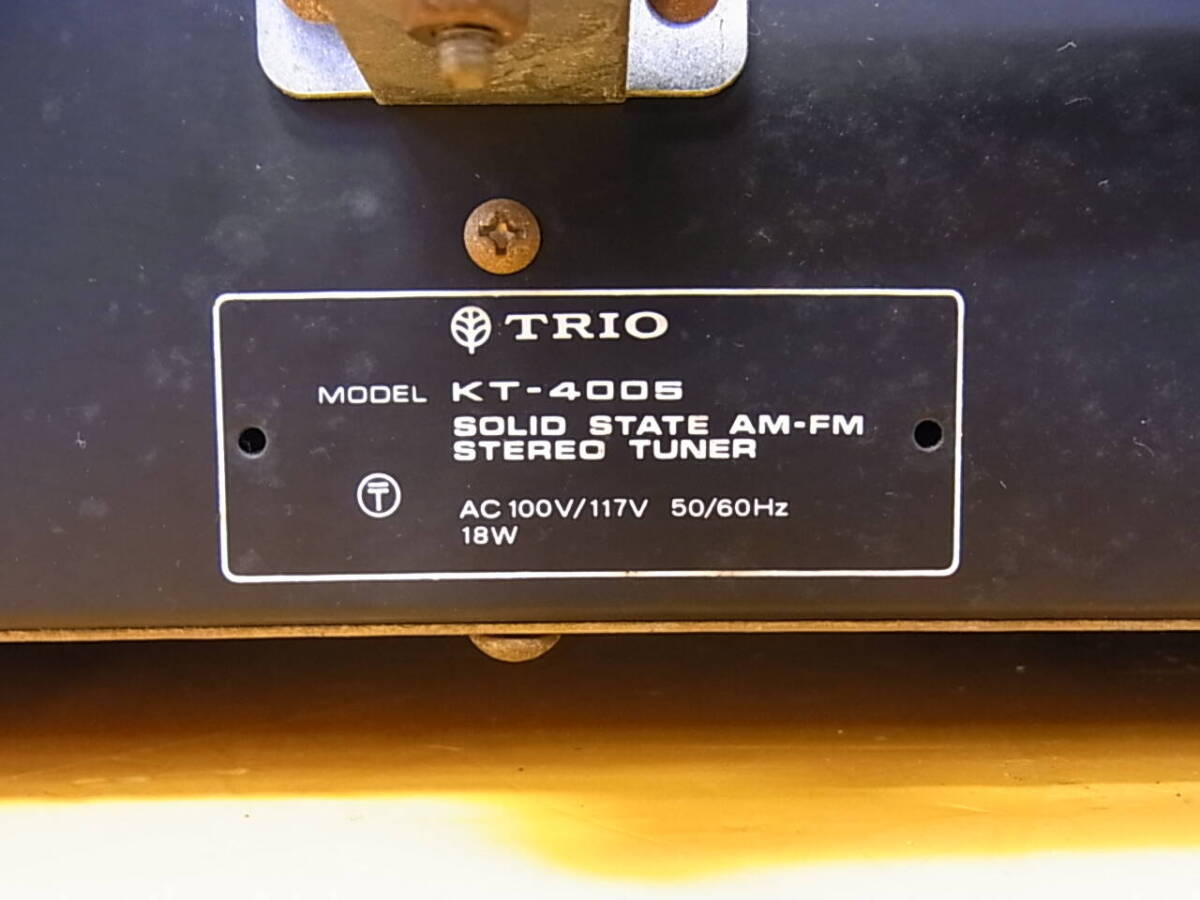 TRIO
MODEL KT-4005
SOLID STATE AM-FM
STEREO TUNER
AC 100V/117V 50/60Hz
18W